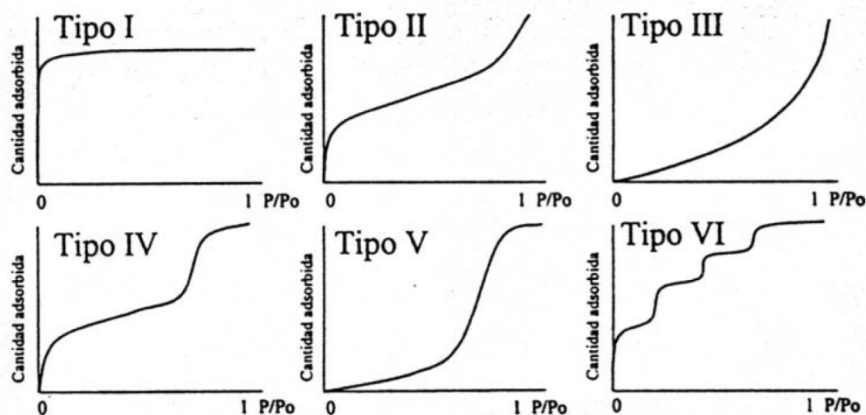 Tipo I
Cantidad adsorbida
0 1 P/Po
Tipo II
Cantidad adsorbida
0 1 P/Po
Tipo III
Cantidad adsorbida
0 1 P/Po
Tipo IV
Cantidad adsorbida
0 1 P/Po
Tipo V
Cantidad adsorbida
0 1 P/Po
Tipo VI
Cantidad adsorbida
0 1 P/Po